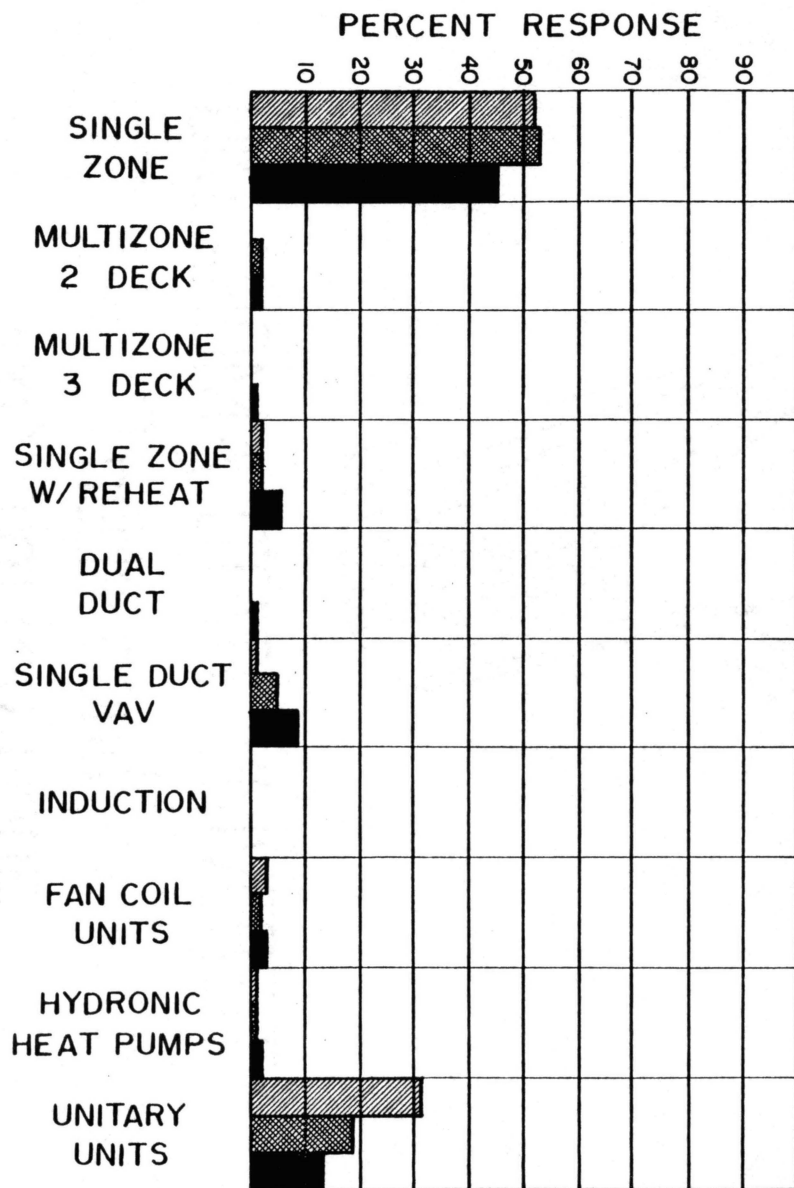 PERCENT RESPONSE
10 20 30 40 50 60 70 80 90
SINGLE
ZONE
MULTIZONE
2 DECK
MULTIZONE
3 DECK
SINGLE ZONE
W/REHEAT
DUAL
DUCT
SINGLE DUCT
VAV
INDUCTION
FAN COIL
UNITS
HYDRONIC
HEAT PUMPS
UNITARY
UNITS